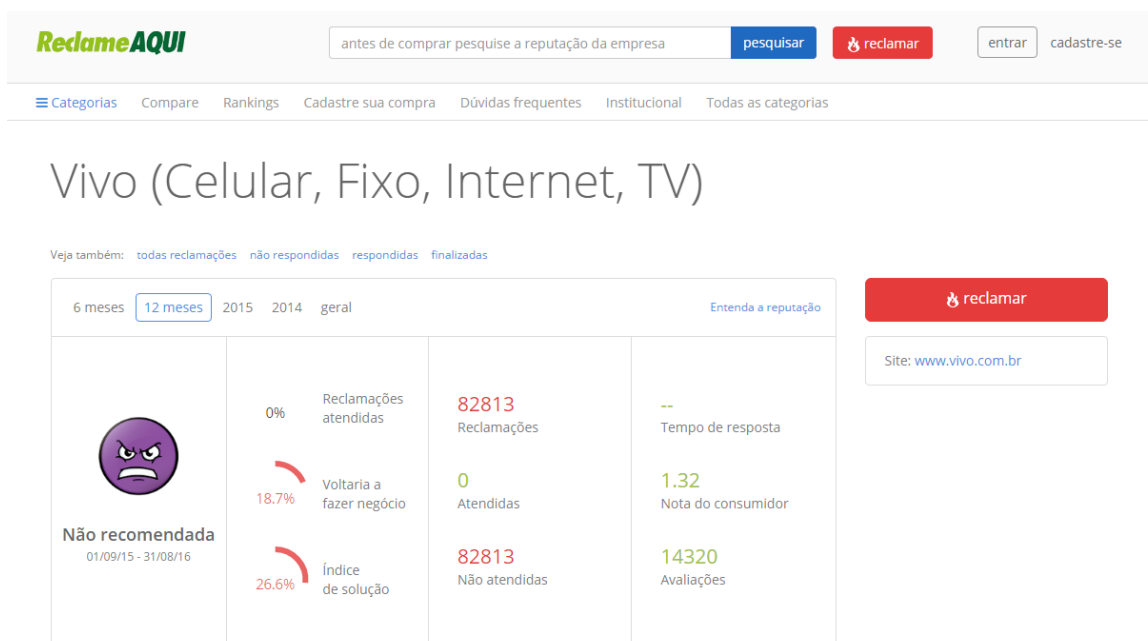 ReclameAQUI
antes de comprar pesquise a reputação da empresa
pesquisar
reclamar
entrar
cadastre-se
Categorias Compare Rankings Cadastre sua compra Dúvidas frequentes Institucional Todas as categorias
Vivo (Celular, Fixo, Internet, TV)
Veja também: todas reclamações não respondidas respondidas finalizadas
6 meses 12 meses 2015 2014 geral
Entenda a reputação
Não recomendada
01/09/15 - 31/08/16
0%
Reclamações
atendidas
18.7%
Voltaria a
fazer negócio
26.6%
Índice
de solução
82813
Reclamações
0
Atendidas
82813
Não atendidas
--
Tempo de resposta
1.32
Nota do consumidor
14320
Avaliações
reclamar
Site: www.vivo.com.br